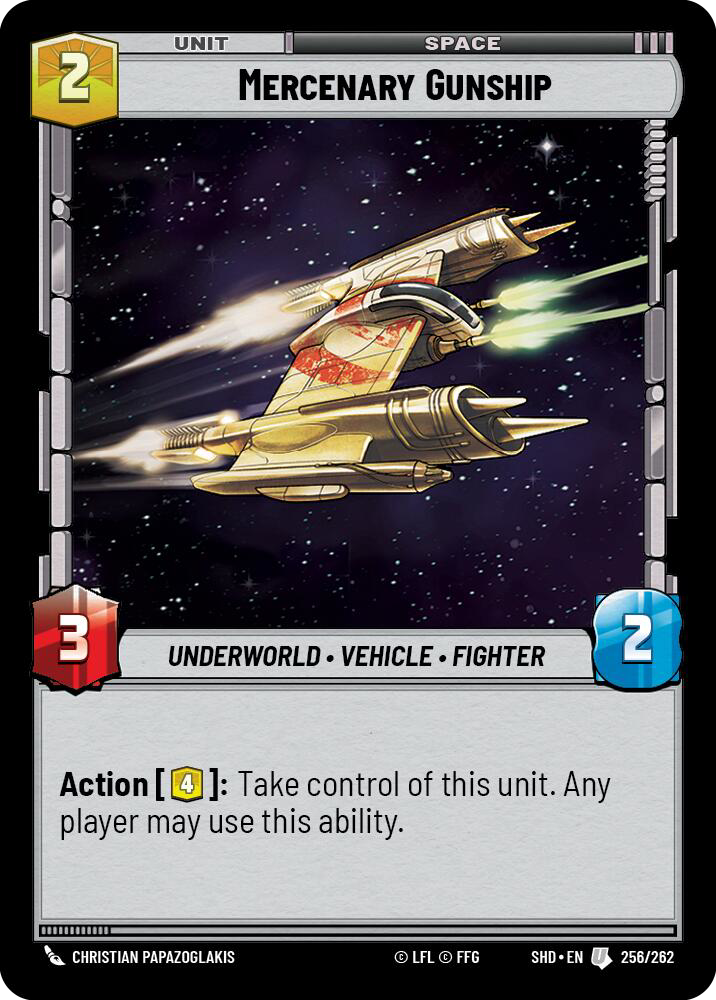 UNIT SPACE
2
MERCENARY GUNSHIP
3
UNDERWORLD • VEHICLE • FIGHTER
2
Action [4]: Take control of this unit. Any
player may use this ability.
CHRISTIAN PAPAZOGLAKIS © LFL © FFG SHD • EN U 256/262